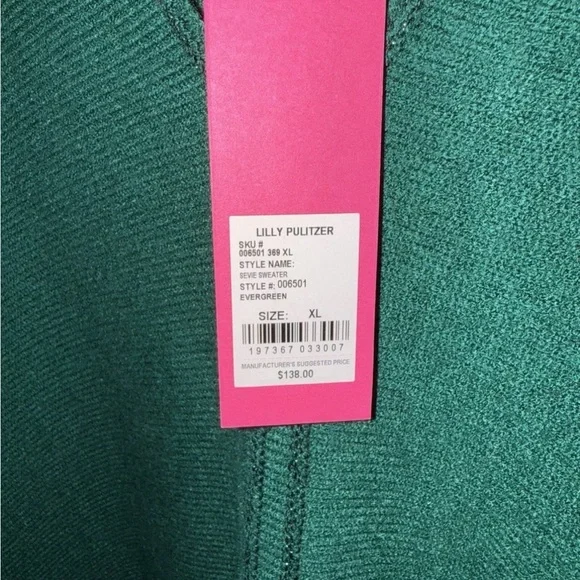 LILLY PULITZER
SKU #
006501 369 XL
STYLE NAME:
SEVIE SWEATER
STYLE #: 006501
EVERGREEN
SIZE: XL
197367 033007
MANUFACTURER'S SUGGESTED PRICE
$138.00